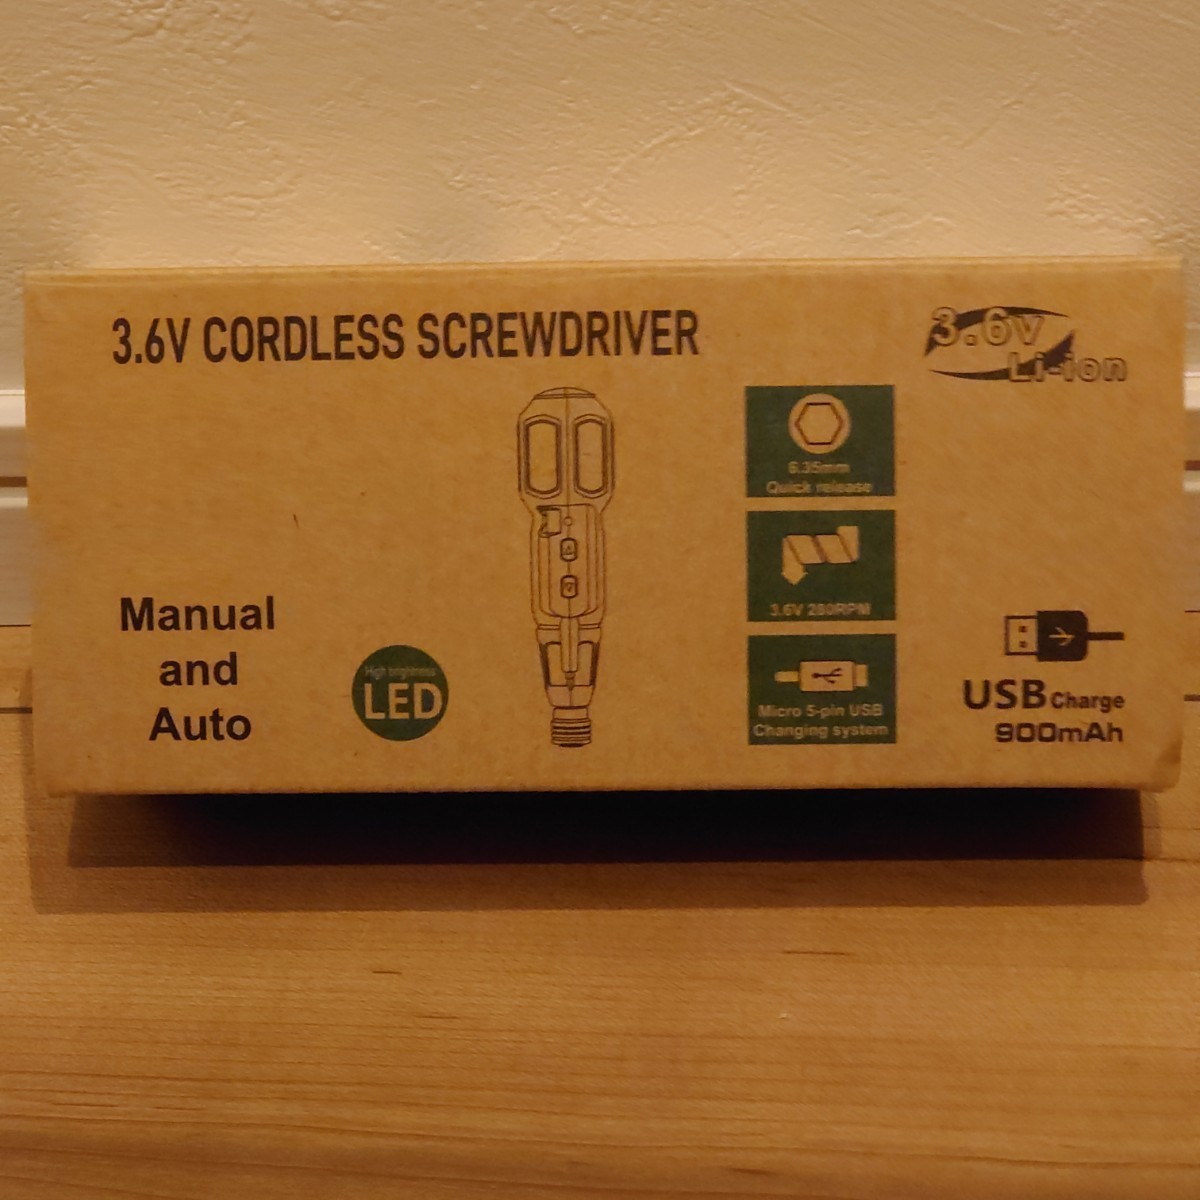 3.6V CORDLESS SCREWDRIVER
3.6v
Li-ion
6.35mm
Quick release
3.6V 280RPM
Micro 5-pin USB
Changing system
Manual
and
Auto
High brightness
LED
USB Charge
900mAh